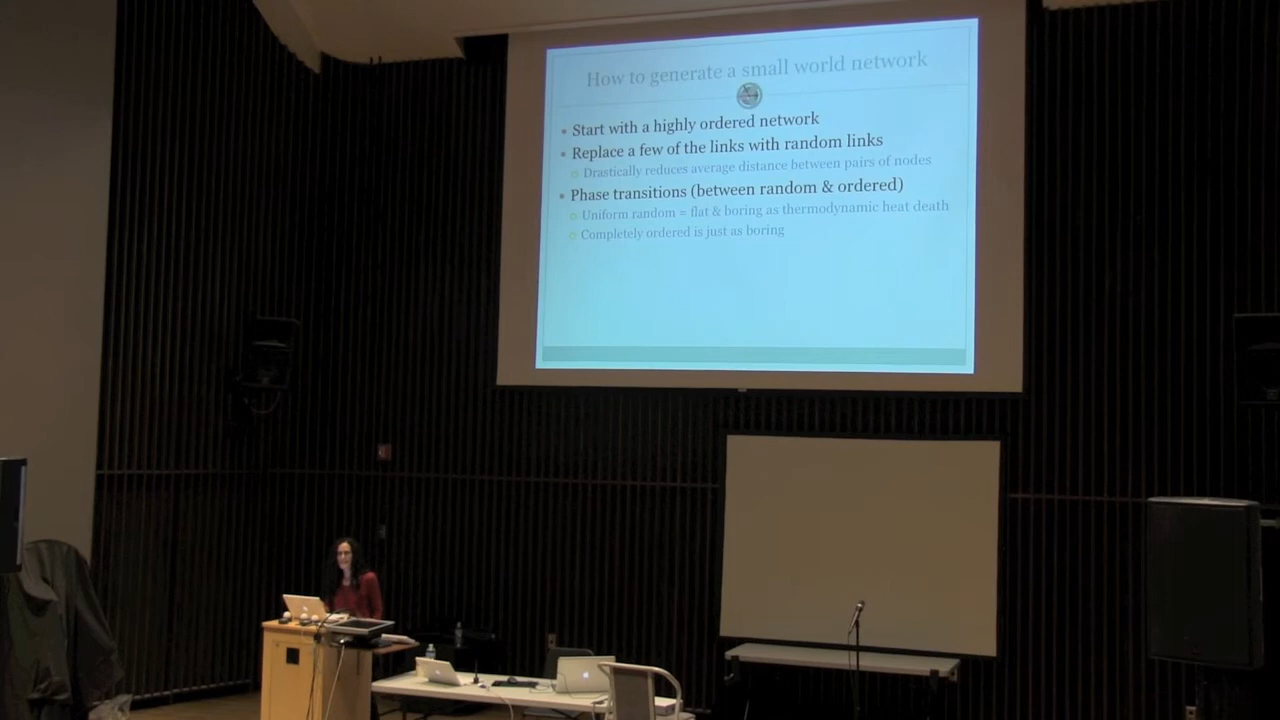 How to generate a small world network
• Start with a highly ordered network
• Replace a few of the links with random links
○ Drastically reduces average distance between pairs of nodes
• Phase transitions (between random & ordered)
○ Uniform random = flat & boring as thermodynamic heat death
○ Completely ordered is just as boring